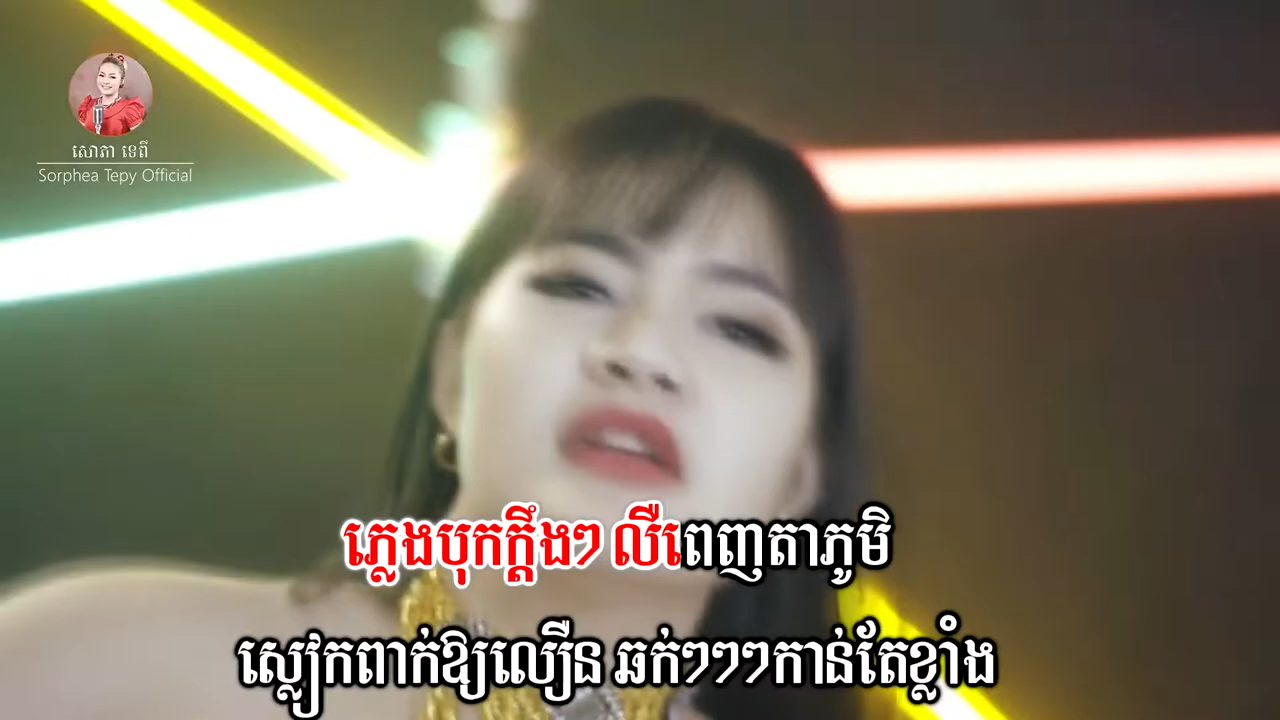 សោភា ទេពី
Sorphea Tepy Official
ភ្លេងបុកក្ដឹងៗ លឺពេញតាភូមិ
ស្លៀកពាក់ឱ្យល្បឿន ឆក់ៗៗៗកាន់តែខ្លាំង